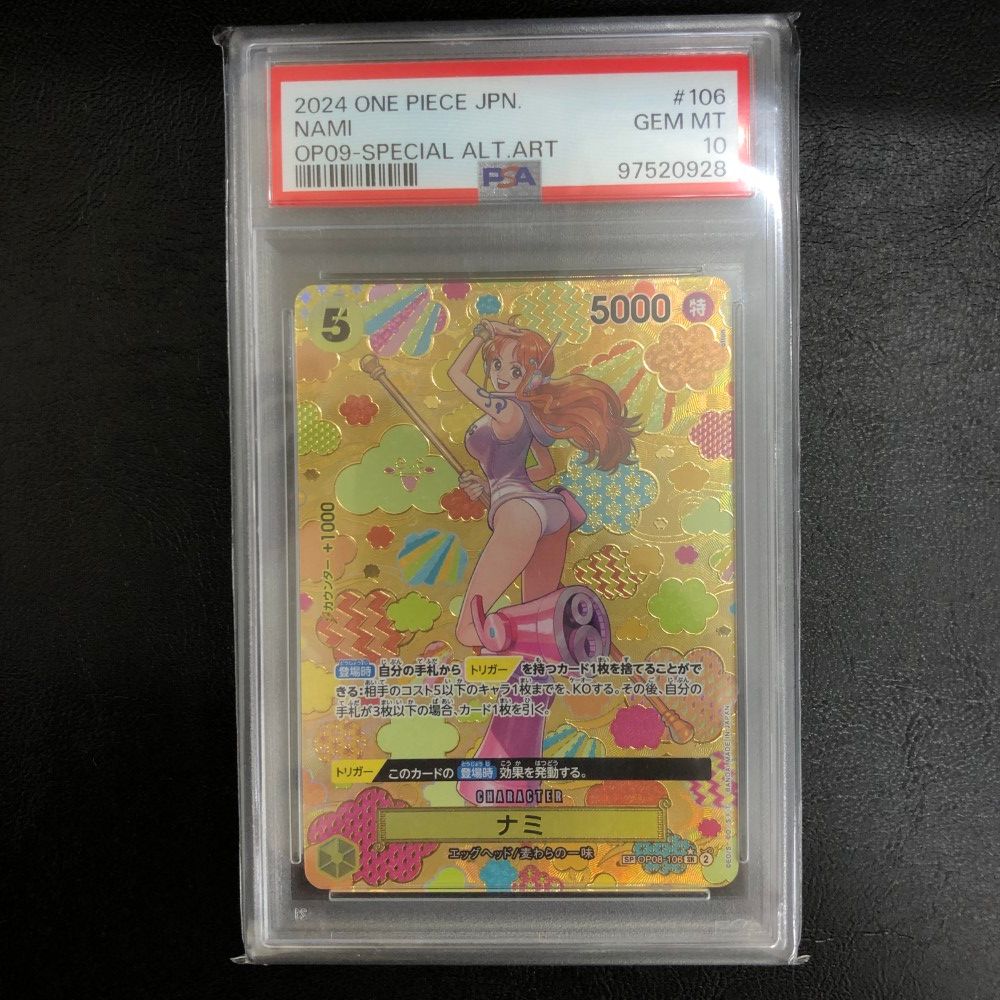 2024 ONE PIECE JPN.
#106
NAMI
GEM MT
OP09-SPECIAL ALT.ART
10
PSA
97520928
5
5000
特
カウンター +1000
登場時 自分の手札から トリガー を持つカード1枚を捨てることがで
きる：相手のコスト5以下のキャラ1枚までを、KOする。その後、自分の
手札が3枚以下の場合、カード1枚を引く。
トリガー このカードの 登場時 効果を発動する。
CHARACTER
ナミ
エッグヘッド/麦わらの一味
SP OP08-106 SR 2
BANDAI MADE IN JAPAN